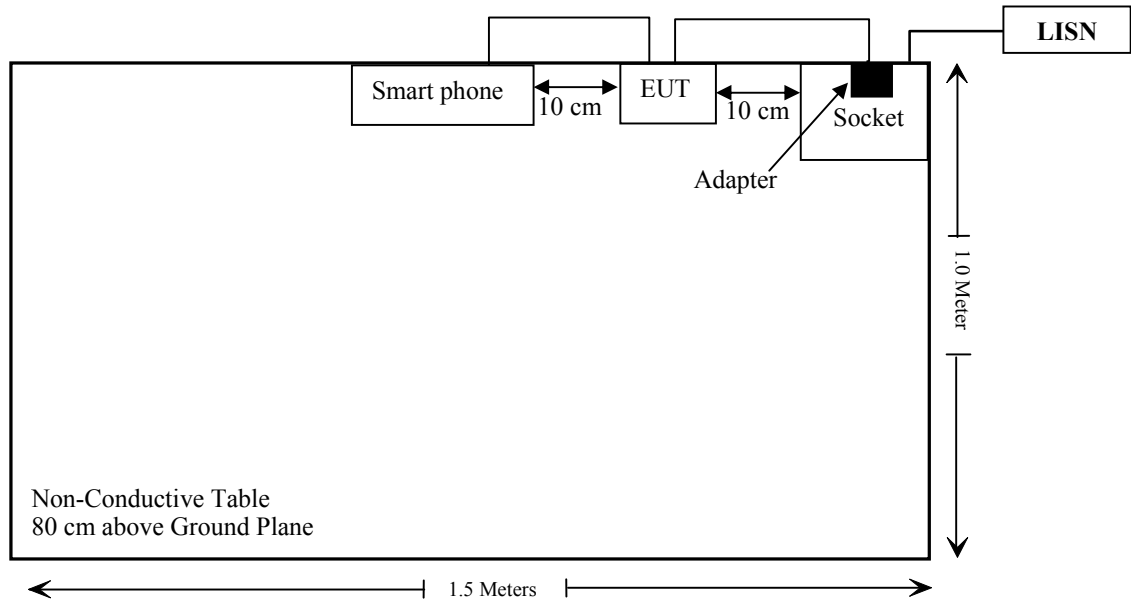 LISN
Smart phone
10 cm
EUT
10 cm
Socket
Adapter
1.0 Meter
Non-Conductive Table
80 cm above Ground Plane
1.5 Meters